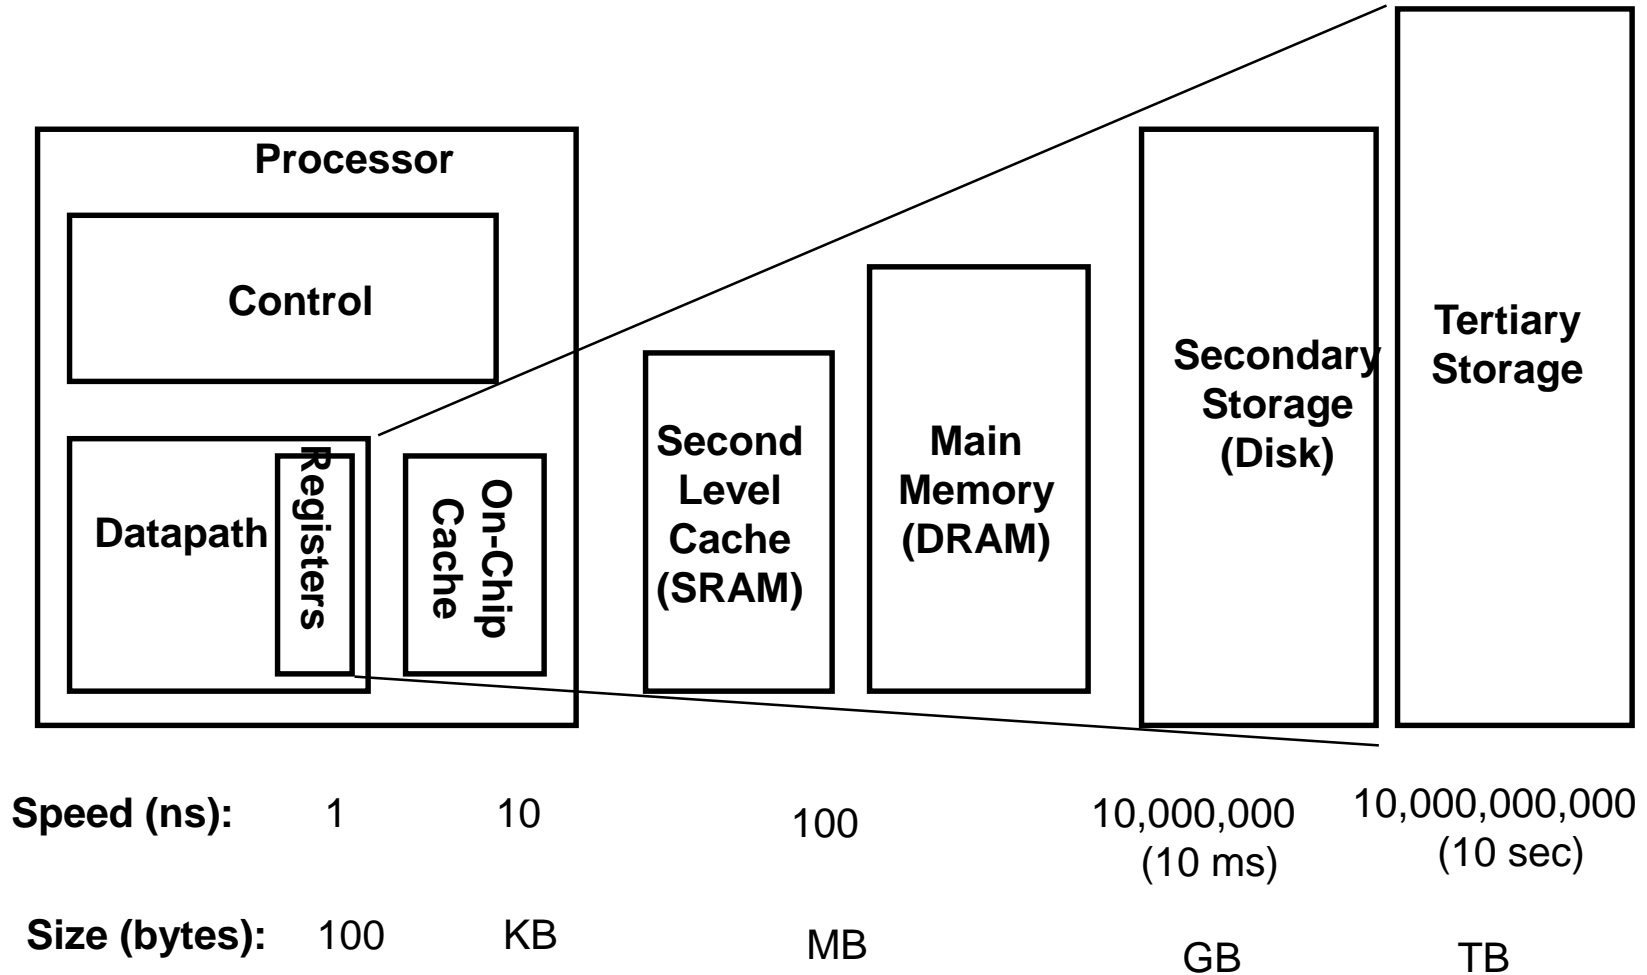 Processor
Control
Datapath
Registers
On-Chip
Cache
Second
Level
Cache
(SRAM)
Main
Memory
(DRAM)
Secondary
Storage
(Disk)
Tertiary
Storage
Speed (ns): 1 10 100 10,000,000 10,000,000,000
(10 ms) (10 sec)
Size (bytes): 100 KB MB GB TB